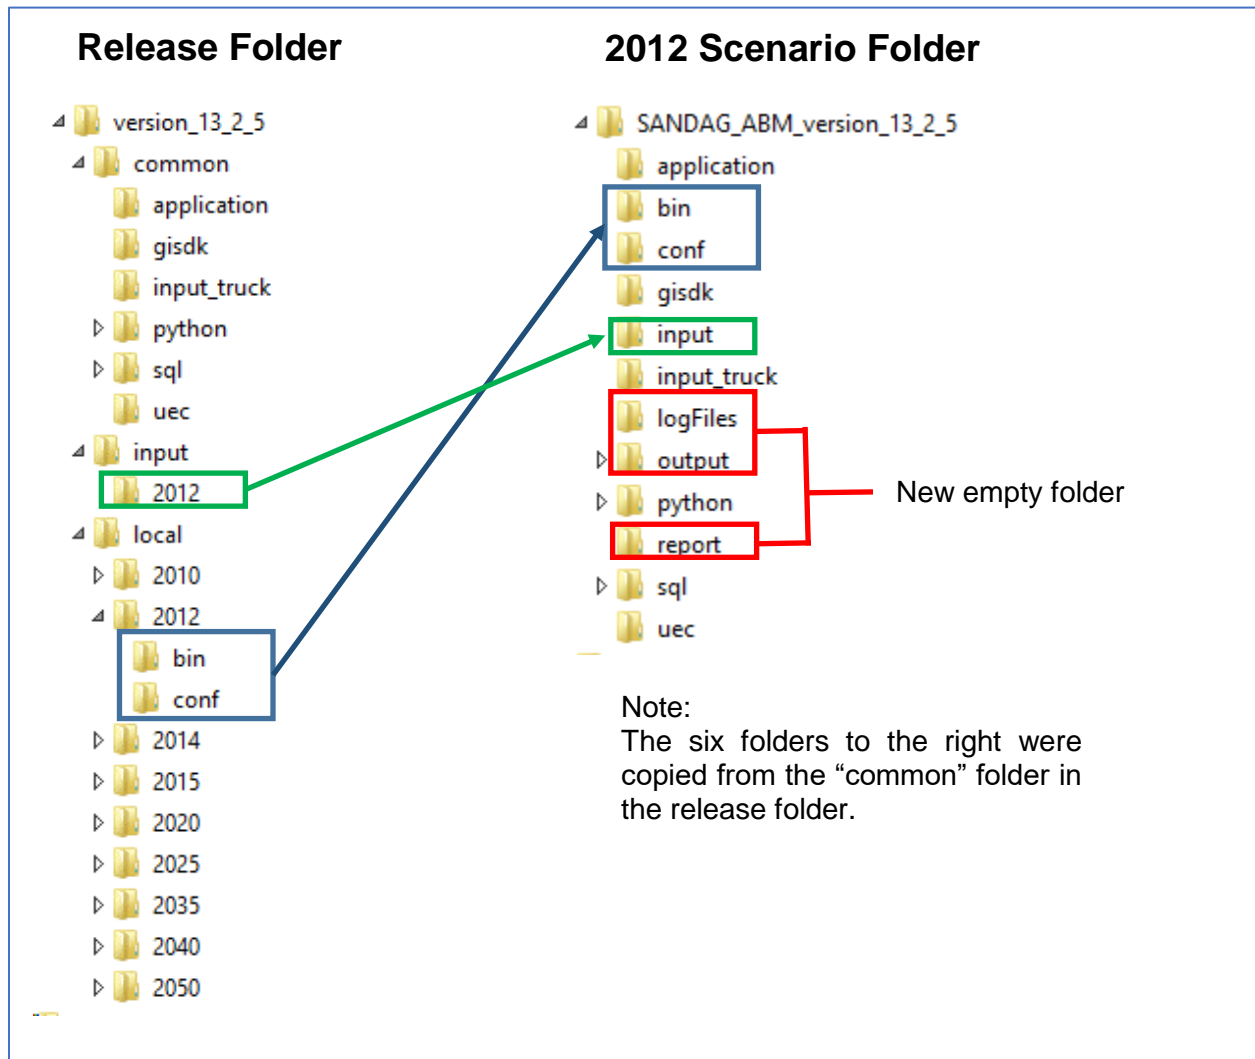 Release Folder
version_13_2_5
common
application
gisdk
input_truck
python
sql
uec
input
2012
local
2010
2012
bin
conf
2014
2015
2020
2025
2035
2040
2050
2012 Scenario Folder
SANDAG_ABM_version_13_2_5
application
bin
conf
gisdk
input
input_truck
logFiles
output
python
report
sql
uec
New empty folder
Note:
The six folders to the right were
copied from the “common” folder in
the release folder.